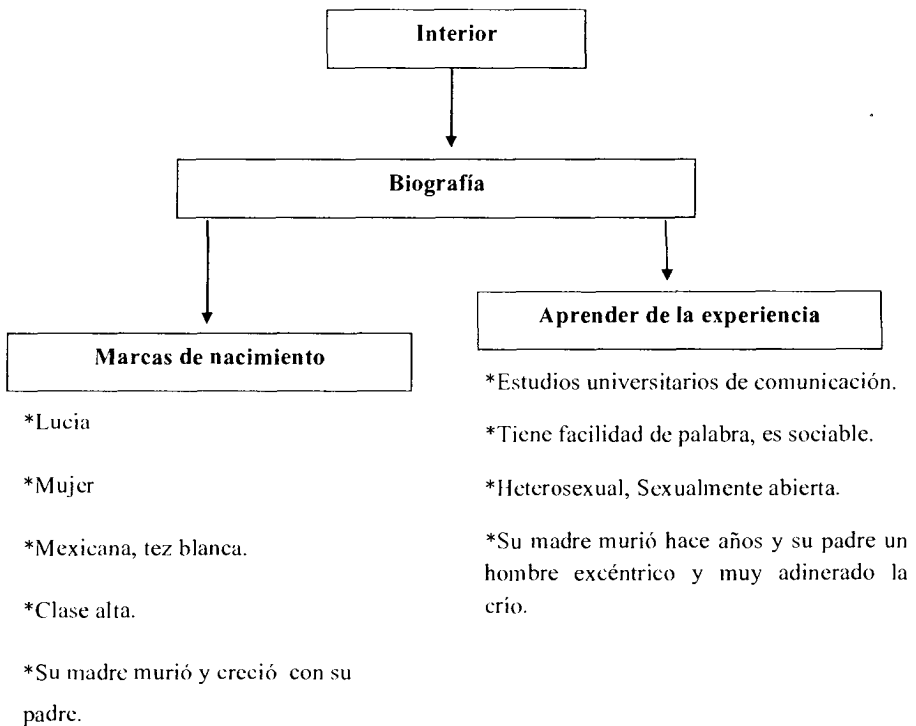 Interior
Biografía
Marcas de nacimiento
*Lucia
*Mujer
*Mexicana, tez blanca.
*Clase alta.
*Su madre murió y creció con su
padre.
Aprender de la experiencia
*Estudios universitarios de comunicación.
*Tiene facilidad de palabra, es sociable.
*Heterosexual, Sexualmente abierta.
*Su madre murió hace años y su padre un
hombre excéntrico y muy adinerado la
crío.